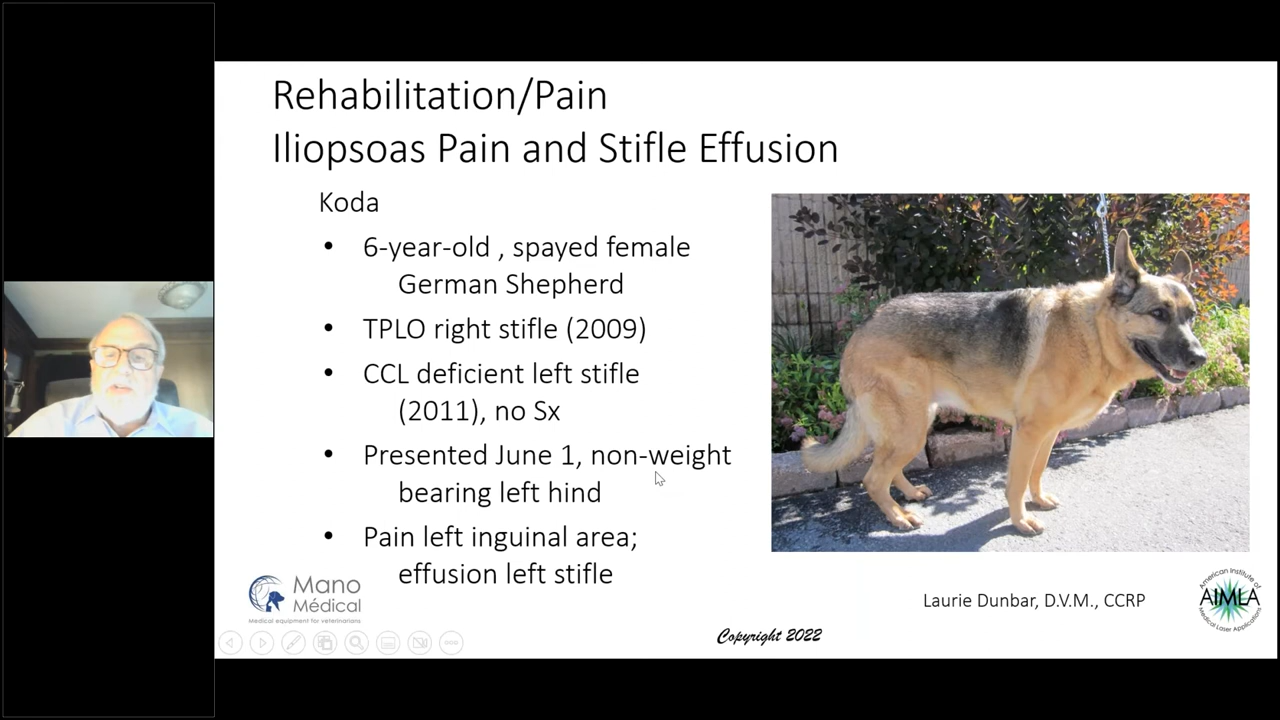 Rehabilitation/Pain
Iliopsoas Pain and Stifle Effusion
Koda
• 6-year-old , spayed female
German Shepherd
• TPLO right stifle (2009)
• CCL deficient left stifle
(2011), no Sx
• Presented June 1, non-weight
bearing left hind
• Pain left inguinal area;
effusion left stifle
Mano
Médical
Medical equipment for veterinarians
Laurie Dunbar, D.V.M., CCRP
American Institute of
AIMLA
Medical Laser Applications
Copyright 2022